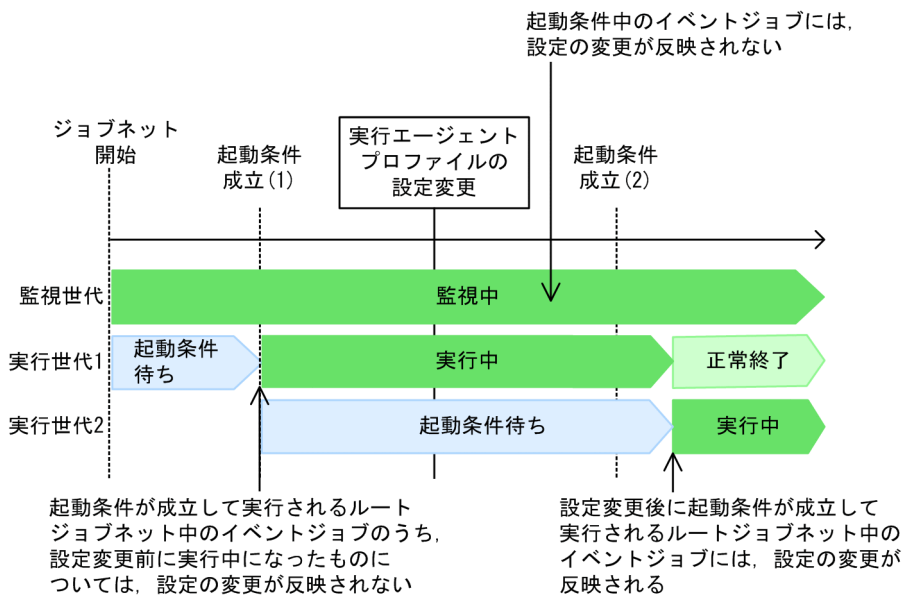 起動条件中のイベントジョブには,
設定の変更が反映されない
ジョブネット
開始
起動条件
成立(1)
実行エージェント
プロファイルの
設定変更
起動条件
成立(2)
監視世代
監視中
実行世代1
起動条件
待ち
実行中
正常終了
実行世代2
起動条件待ち
実行中
起動条件が成立して実行されるルート
ジョブネット中のイベントジョブのうち,
設定変更前に実行中になったものに
ついては, 設定の変更が反映されない
設定変更後に起動条件が成立して
実行されるルートジョブネット中の
イベントジョブには, 設定の変更が
反映される